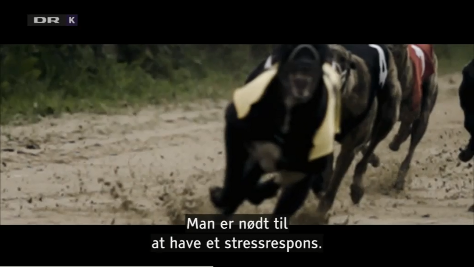 DR K
Man er nødt til
at have et stressrespons.